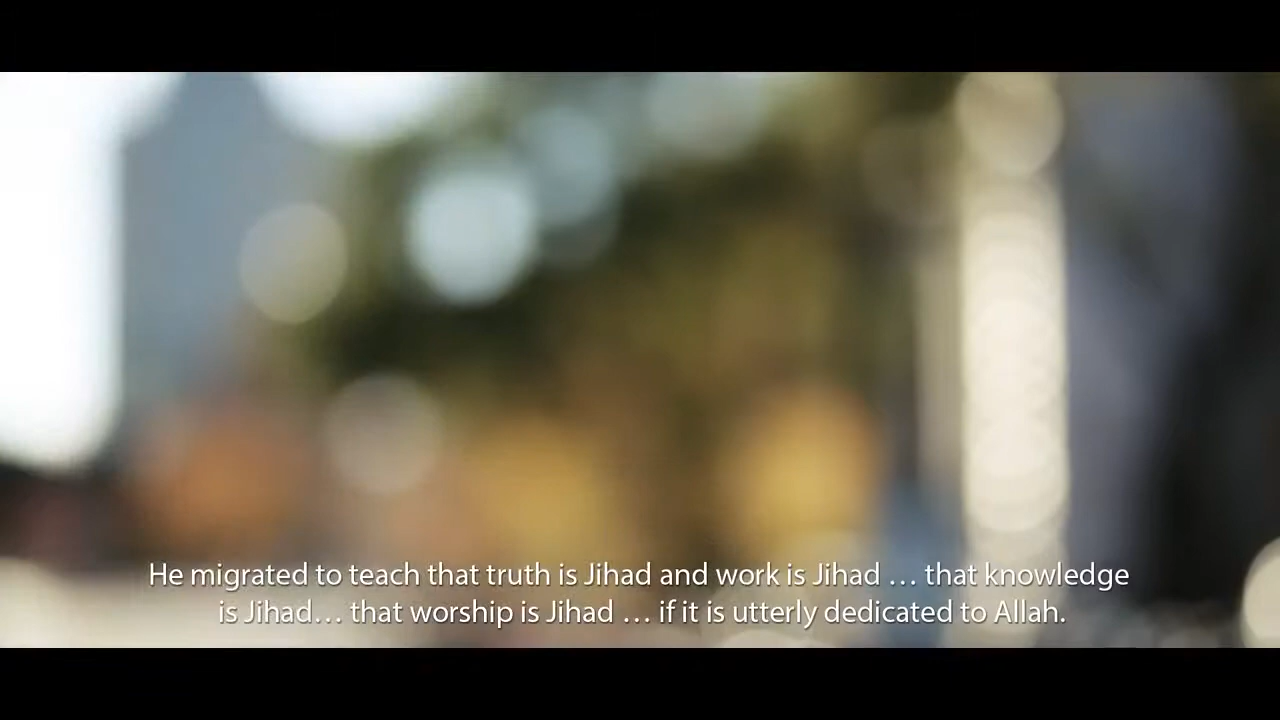 He migrated to teach that truth is Jihad and work is Jihad … that knowledge
is Jihad… that worship is Jihad … if it is utterly dedicated to Allah.